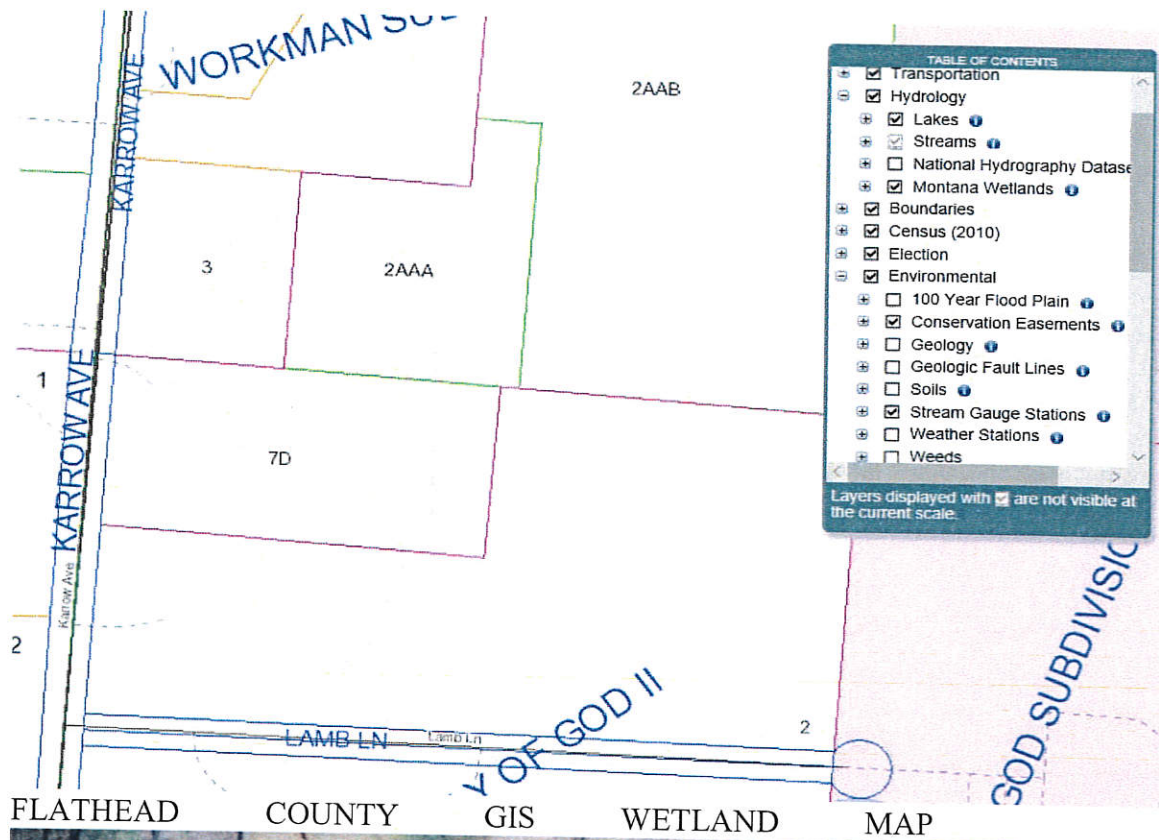 WORKMAN SU
KARROW AVE
2AAB
3
2AAA
1
KARROW AVE
7D
Karrow Ave
2
LAMB LN
Lamb Ln
Y OF GOD II
2
GOD SUBDIVISIO
TABLE OF CONTENTS
Transportation
Hydrology
Lakes
Streams
National Hydrography Datase
Montana Wetlands
Boundaries
Census (2010)
Election
Environmental
100 Year Flood Plain
Conservation Easements
Geology
Geologic Fault Lines
Soils
Stream Gauge Stations
Weather Stations
Weeds
Layers displayed with are not visible at
the current scale.
FLATHEAD COUNTY GIS WETLAND MAP